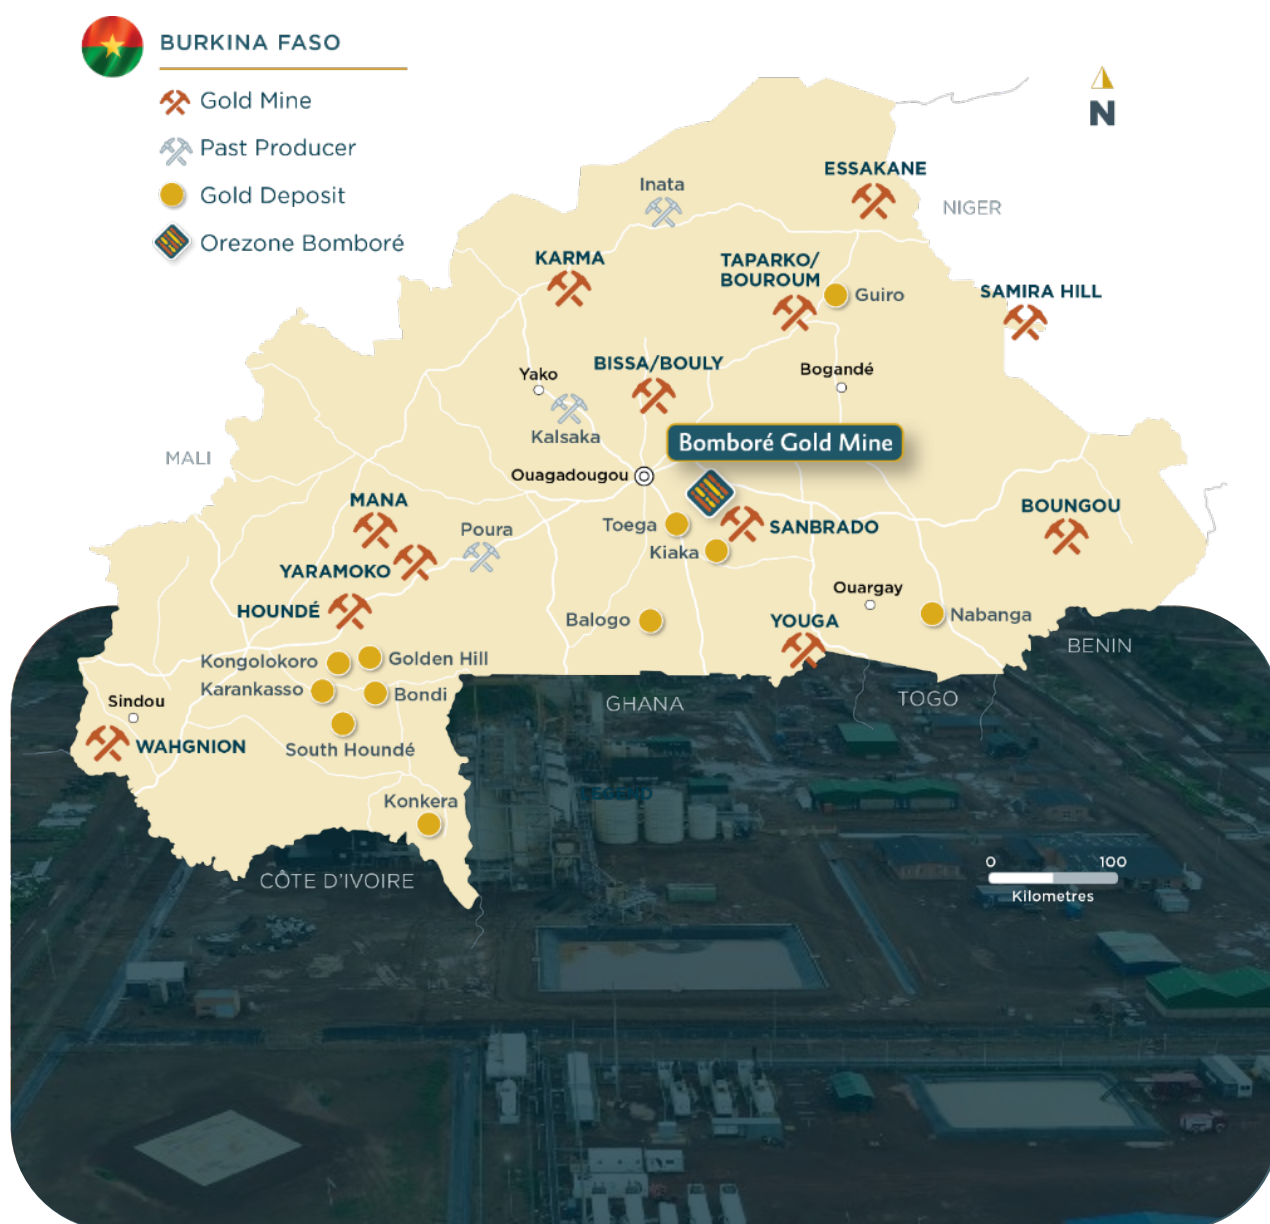 BURKINA FASO
Gold Mine
Past Producer
Gold Deposit
Orezone Bomboré
N
ESSAKANE
Inata
NIGER
KARMA
TAPARKO/
BOUROUM
Guiro
SAMIRA HILL
BISSA/BOULY
Yako
Bogandé
Kalsaka
Bomboré Gold Mine
MALI
Ouagadougou
MANA
BOUNGOU
Poura
Toega
SANBRADO
Kiaka
YARAMOKO
Ouargay
HOUNDÉ
Balogo
YOUGA
Nabanga
BENIN
Kongolokoro
Golden Hill
Karankasso
Bondi
Sindou
GHANA
TOGO
WAHGNION
South Houndé
LEGEND
Konkera
0 100
Kilometres
CÔTE D'IVOIRE